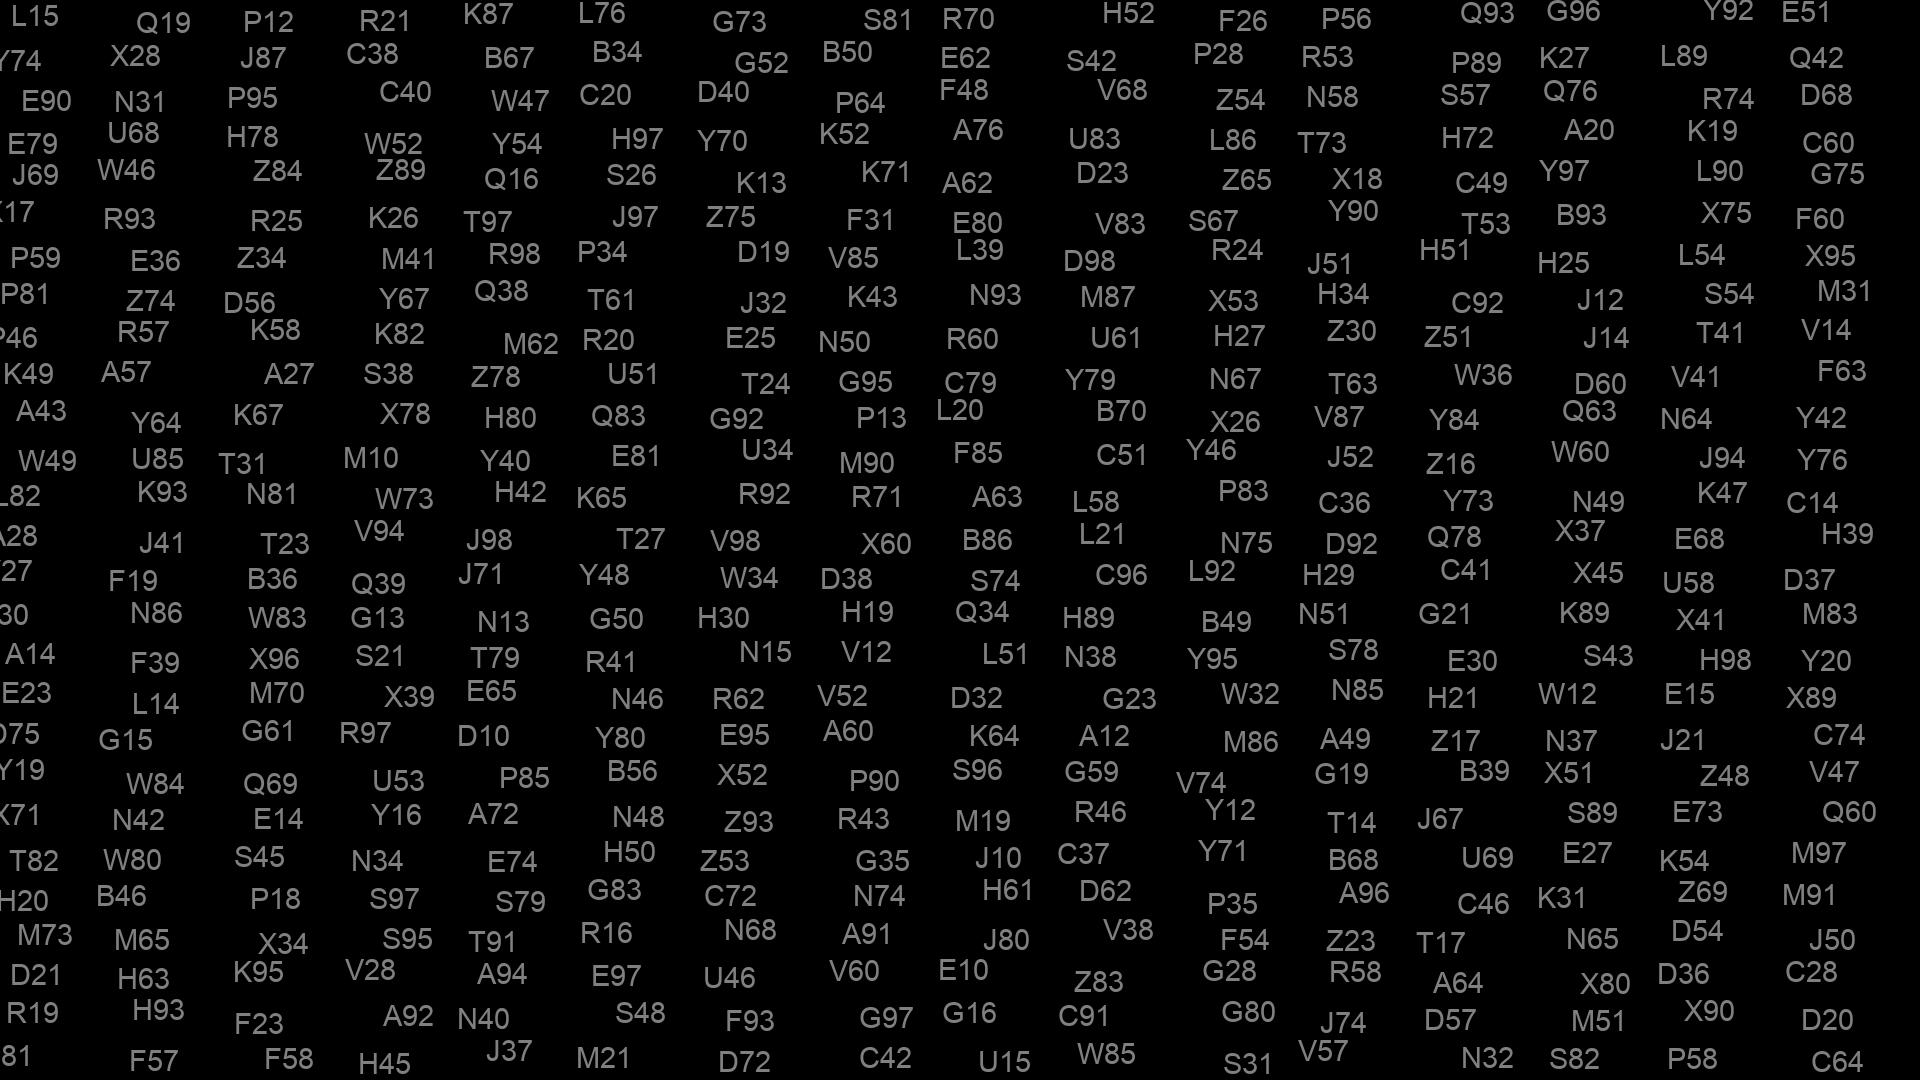 L15 Q19 P12 R21 K87 L76 G73 S81 R70 H52 F26 P56 Q93 G96 Y92 E51
Y74 X28 J87 C38 B67 B34 G52 B50 E62 S42 P28 R53 P89 K27 L89 Q42
E90 N31 P95 C40 W47 C20 D40 P64 F48 V68 Z54 N58 S57 Q76 R74 D68
E79 U68 H78 W52 Y54 H97 Y70 K52 A76 U83 L86 T73 H72 A20 K19 C60
J69 W46 Z84 Z89 Q16 S26 K13 K71 A62 D23 Z65 X18 C49 Y97 L90 G75
17 R93 R25 K26 T97 J97 Z75 F31 E80 V83 S67 Y90 T53 B93 X75 F60
P59 E36 Z34 M41 R98 P34 D19 V85 L39 D98 R24 J51 H51 H25 L54 X95
P81 Z74 D56 Y67 Q38 T61 J32 K43 N93 M87 X53 H34 C92 J12 S54 M31
P46 R57 K58 K82 M62 R20 E25 N50 R60 U61 H27 Z30 Z51 J14 T41 V14
K49 A57 A27 S38 Z78 U51 T24 G95 C79 Y79 N67 T63 W36 D60 V41 F63
A43 Y64 K67 X78 H80 Q83 G92 P13 L20 B70 X26 V87 Y84 Q63 N64 Y42
W49 U85 T31 M10 Y40 E81 U34 M90 F85 C51 Y46 J52 Z16 W60 J94 Y76
L82 K93 N81 W73 H42 K65 R92 R71 A63 L58 P83 C36 Y73 N49 K47 C14
A28 J41 T23 V94 J98 T27 V98 X60 B86 L21 N75 D92 Q78 X37 E68 H39
27 F19 B36 Q39 J71 Y48 W34 D38 S74 C96 L92 H29 C41 X45 U58 D37
30 N86 W83 G13 N13 G50 H30 H19 Q34 H89 B49 N51 G21 K89 X41 M83
A14 F39 X96 S21 T79 R41 N15 V12 L51 N38 Y95 S78 E30 S43 H98 Y20
E23 L14 M70 X39 E65 N46 R62 V52 D32 G23 W32 N85 H21 W12 E15 X89
D75 G15 G61 R97 D10 Y80 E95 A60 K64 A12 M86 A49 Z17 N37 J21 C74
Y19 W84 Q69 U53 P85 B56 X52 P90 S96 G59 V74 G19 B39 X51 Z48 V47
X71 N42 E14 Y16 A72 N48 Z93 R43 M19 R46 Y12 T14 J67 S89 E73 Q60
T82 W80 S45 N34 E74 H50 Z53 G35 J10 C37 Y71 B68 U69 E27 K54 M97
H20 B46 P18 S97 S79 G83 C72 N74 H61 D62 P35 A96 C46 K31 Z69 M91
M73 M65 X34 S95 T91 R16 N68 A91 J80 V38 F54 Z23 T17 N65 D54 J50
D21 H63 K95 V28 A94 E97 U46 V60 E10 Z83 G28 R58 A64 X80 D36 C28
R19 H93 F23 A92 N40 S48 F93 G97 G16 C91 G80 J74 D57 M51 X90 D20
81 F57 F58 H45 J37 M21 D72 C42 U15 W85 S31 V57 N32 S82 P58 C64